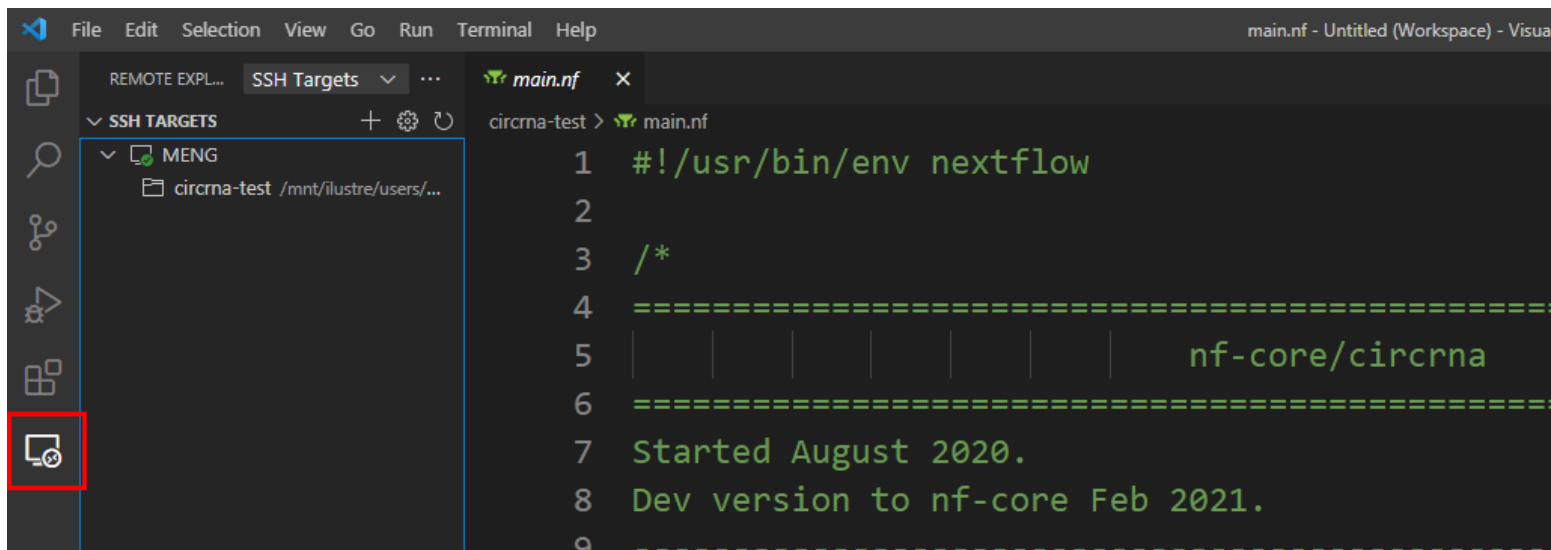 File Edit Selection View Go Run Terminal Help main.nf - Untitled (Workspace) - Visua
REMOTE EXPL... SSH Targets ... main.nf
SSH TARGETS circrna-test > main.nf
MENG
circrna-test /mnt/ilustre/users/...
1 #!/usr/bin/env nextflow
2
3 /*
4 ===============================================
5 nf-core/circrna
6 ===============================================
7 Started August 2020.
8 Dev version to nf-core Feb 2021.
9